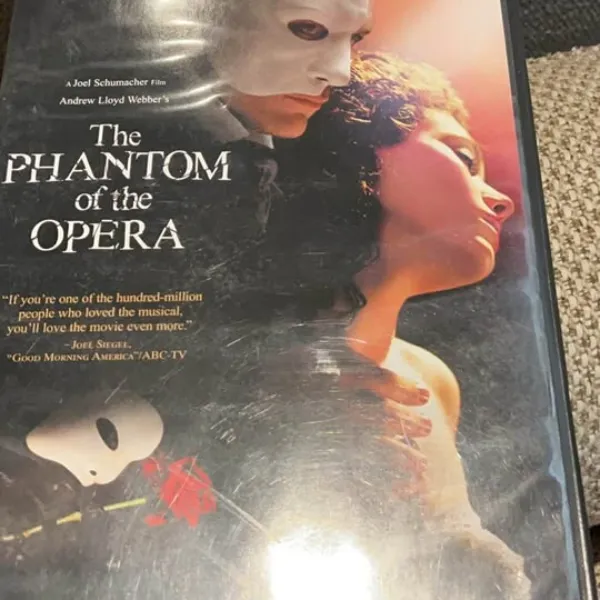 A Joel Schumacher Film
Andrew Lloyd Webber's
The
PHANTOM
of the
OPERA
"If you're one of the hundred-million
people who loved the musical,
you'll love the movie even more."
–Joel Siegel,
"Good Morning America"/ABC-TV